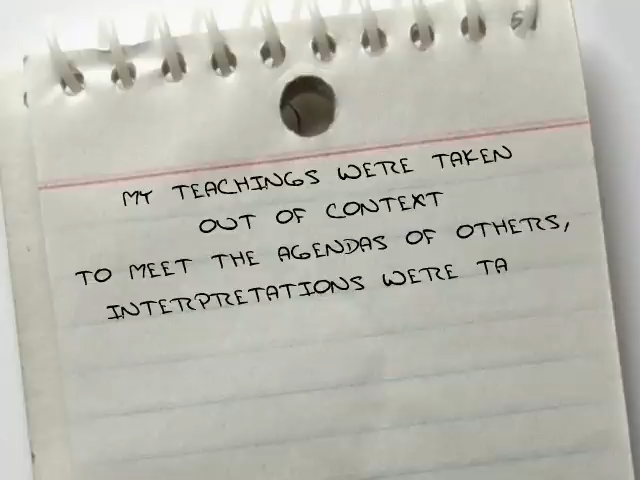 MY TEACHINGS WERE TAKEN
OUT OF CONTEXT
TO MEET THE AGENDAS OF OTHERS,
INTERPRETATIONS WERE TA